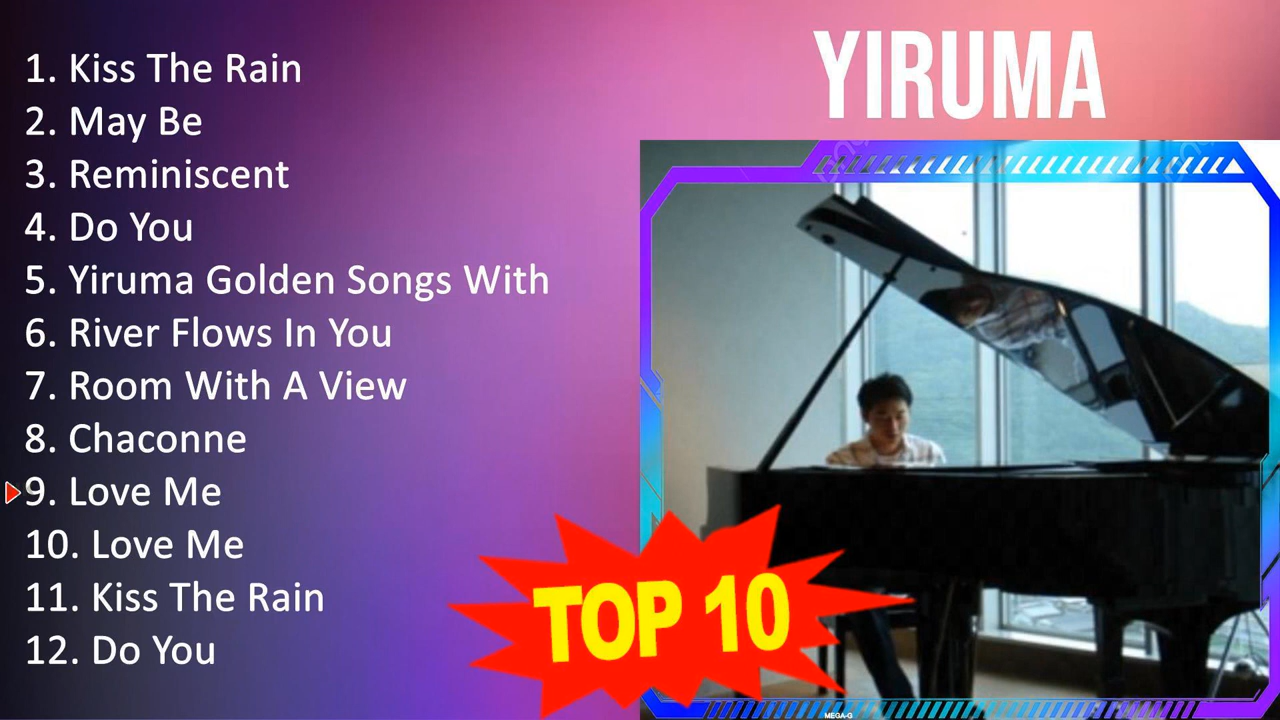 YIRUMA
1. Kiss The Rain
2. May Be
3. Reminiscent
4. Do You
5. Yiruma Golden Songs With
6. River Flows In You
7. Room With A View
8. Chaconne
9. Love Me
10. Love Me
11. Kiss The Rain
12. Do You
TOP 10
MEGA-G